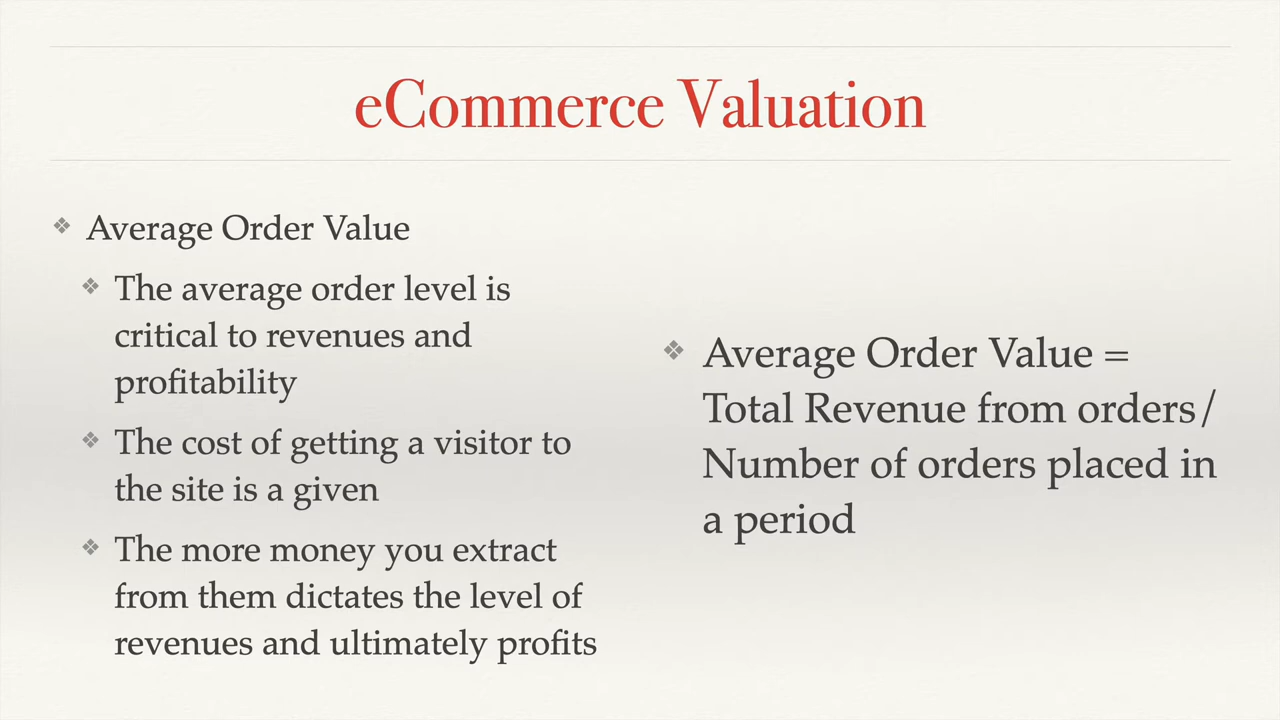 eCommerce Valuation
Average Order Value
The average order level is
critical to revenues and
profitability
The cost of getting a visitor to
the site is a given
The more money you extract
from them dictates the level of
revenues and ultimately profits
Average Order Value =
Total Revenue from orders/
Number of orders placed in
a period